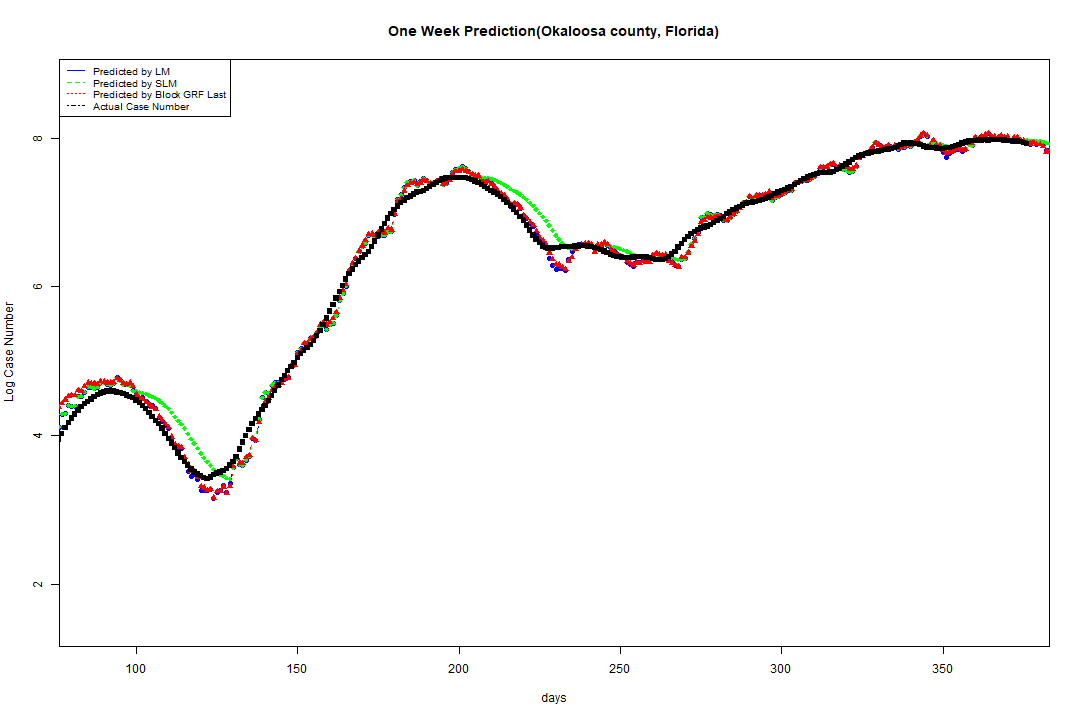 One Week Prediction(Okaloosa county, Florida)
Predicted by LM
Predicted by SLM
Predicted by Block GRF Last
Actual Case Number
8
6
4
2
Log Case Number
100 150 200 250 300 350
days